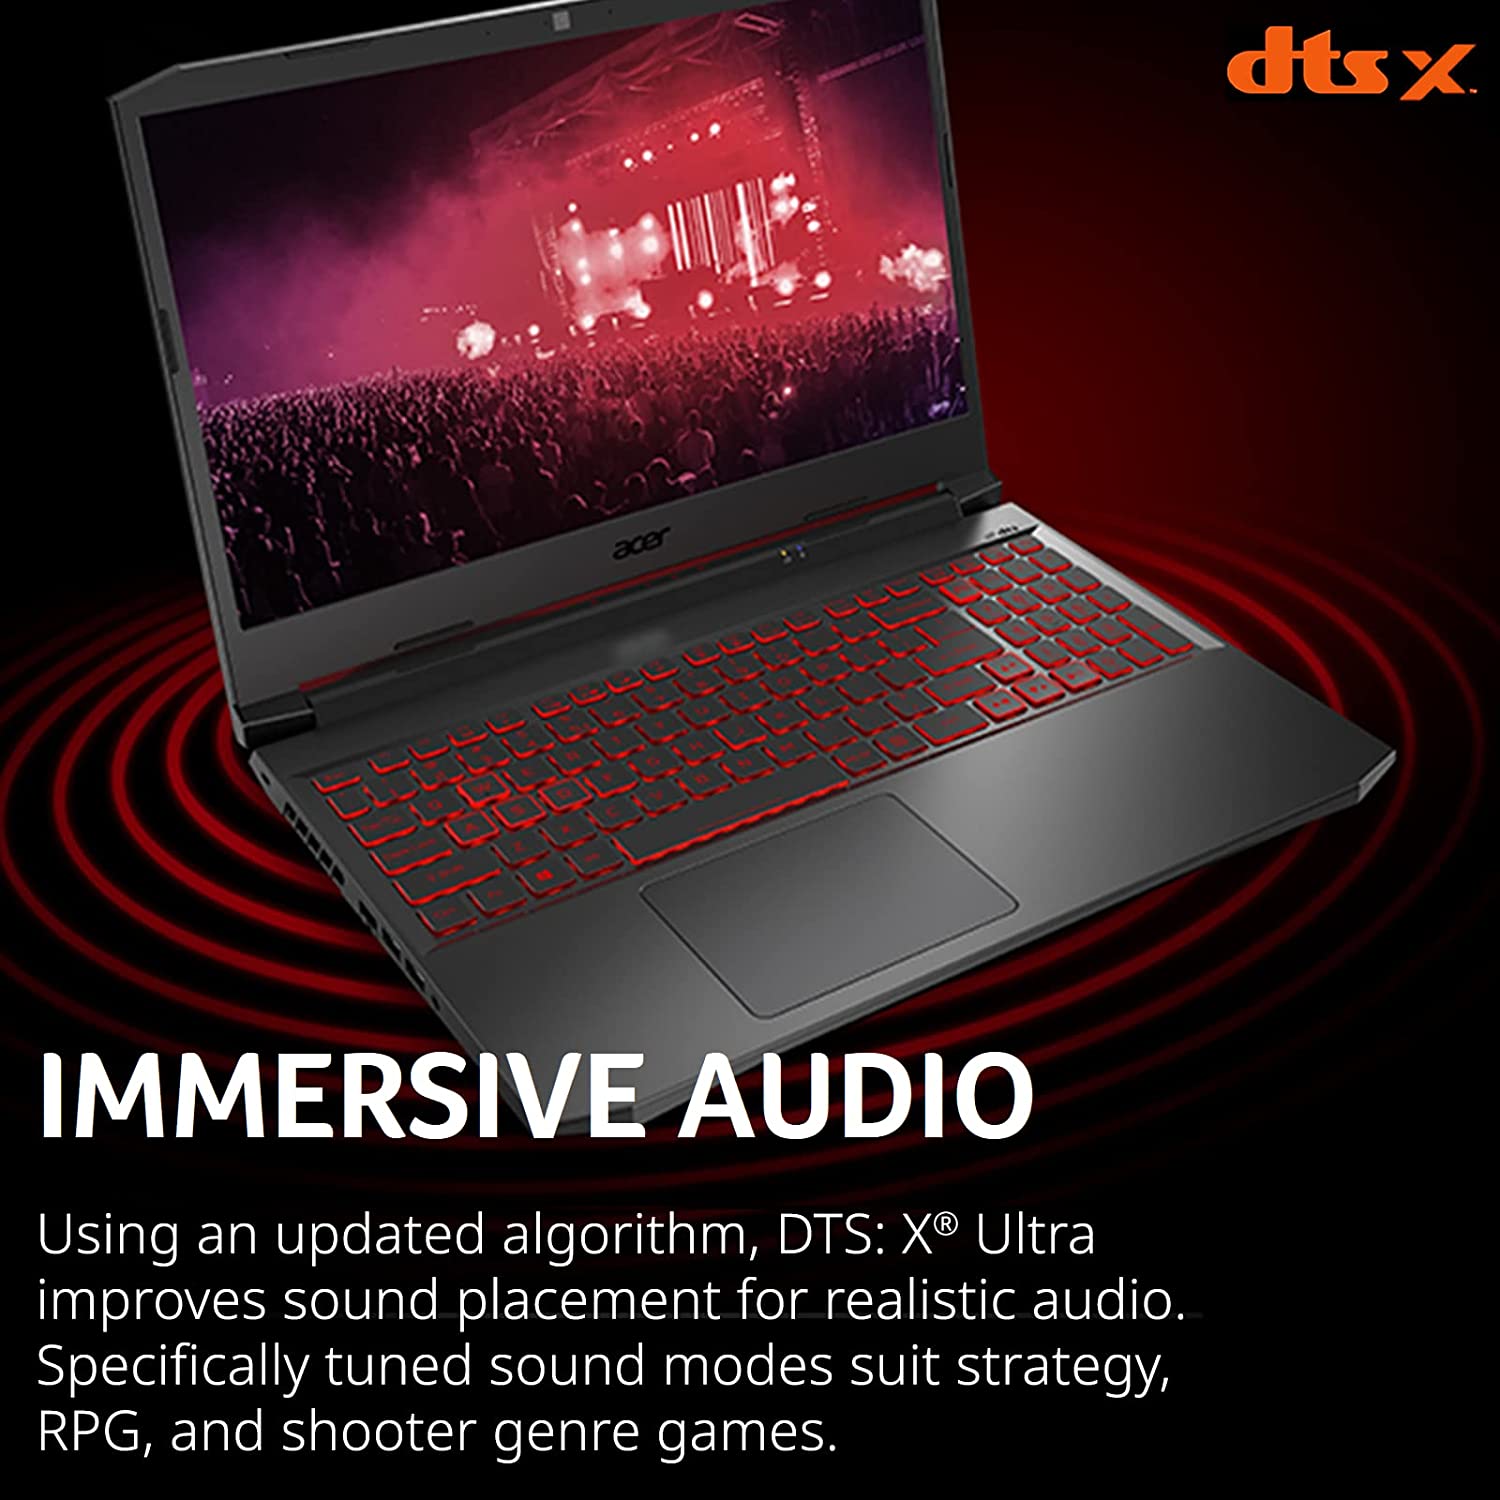 dts x
acer
IMMERSIVE AUDIO
Using an updated algorithm, DTS: X® Ultra
improves sound placement for realistic audio.
Specifically tuned sound modes suit strategy,
RPG, and shooter genre games.